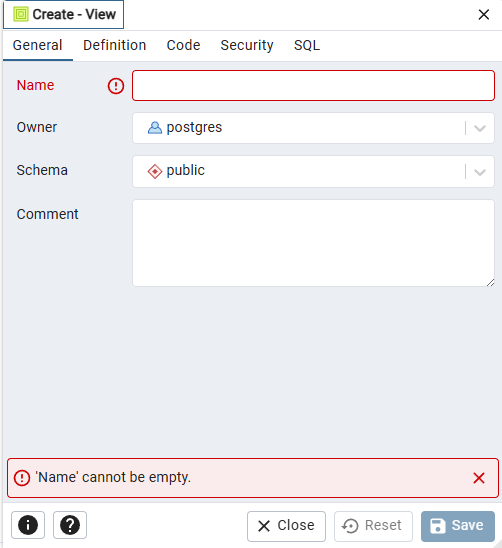 Create - View
General Definition Code Security SQL
Name
Owner postgres
Schema public
Comment
'Name' cannot be empty.
Close Reset Save